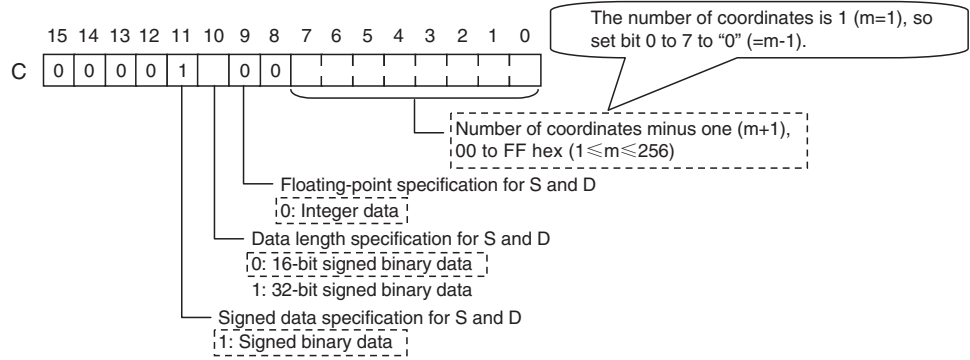 The number of coordinates is 1 (m=1), so
set bit 0 to 7 to “0” (=m-1).
15 14 13 12 11 10 9 8 7 6 5 4 3 2 1 0
C 0 0 0 0 1 0 0
Number of coordinates minus one (m+1),
00 to FF hex (1≤m≤256)
Floating-point specification for S and D
0: Integer data
Data length specification for S and D
0: 16-bit signed binary data
1: 32-bit signed binary data
Signed data specification for S and D
1: Signed binary data